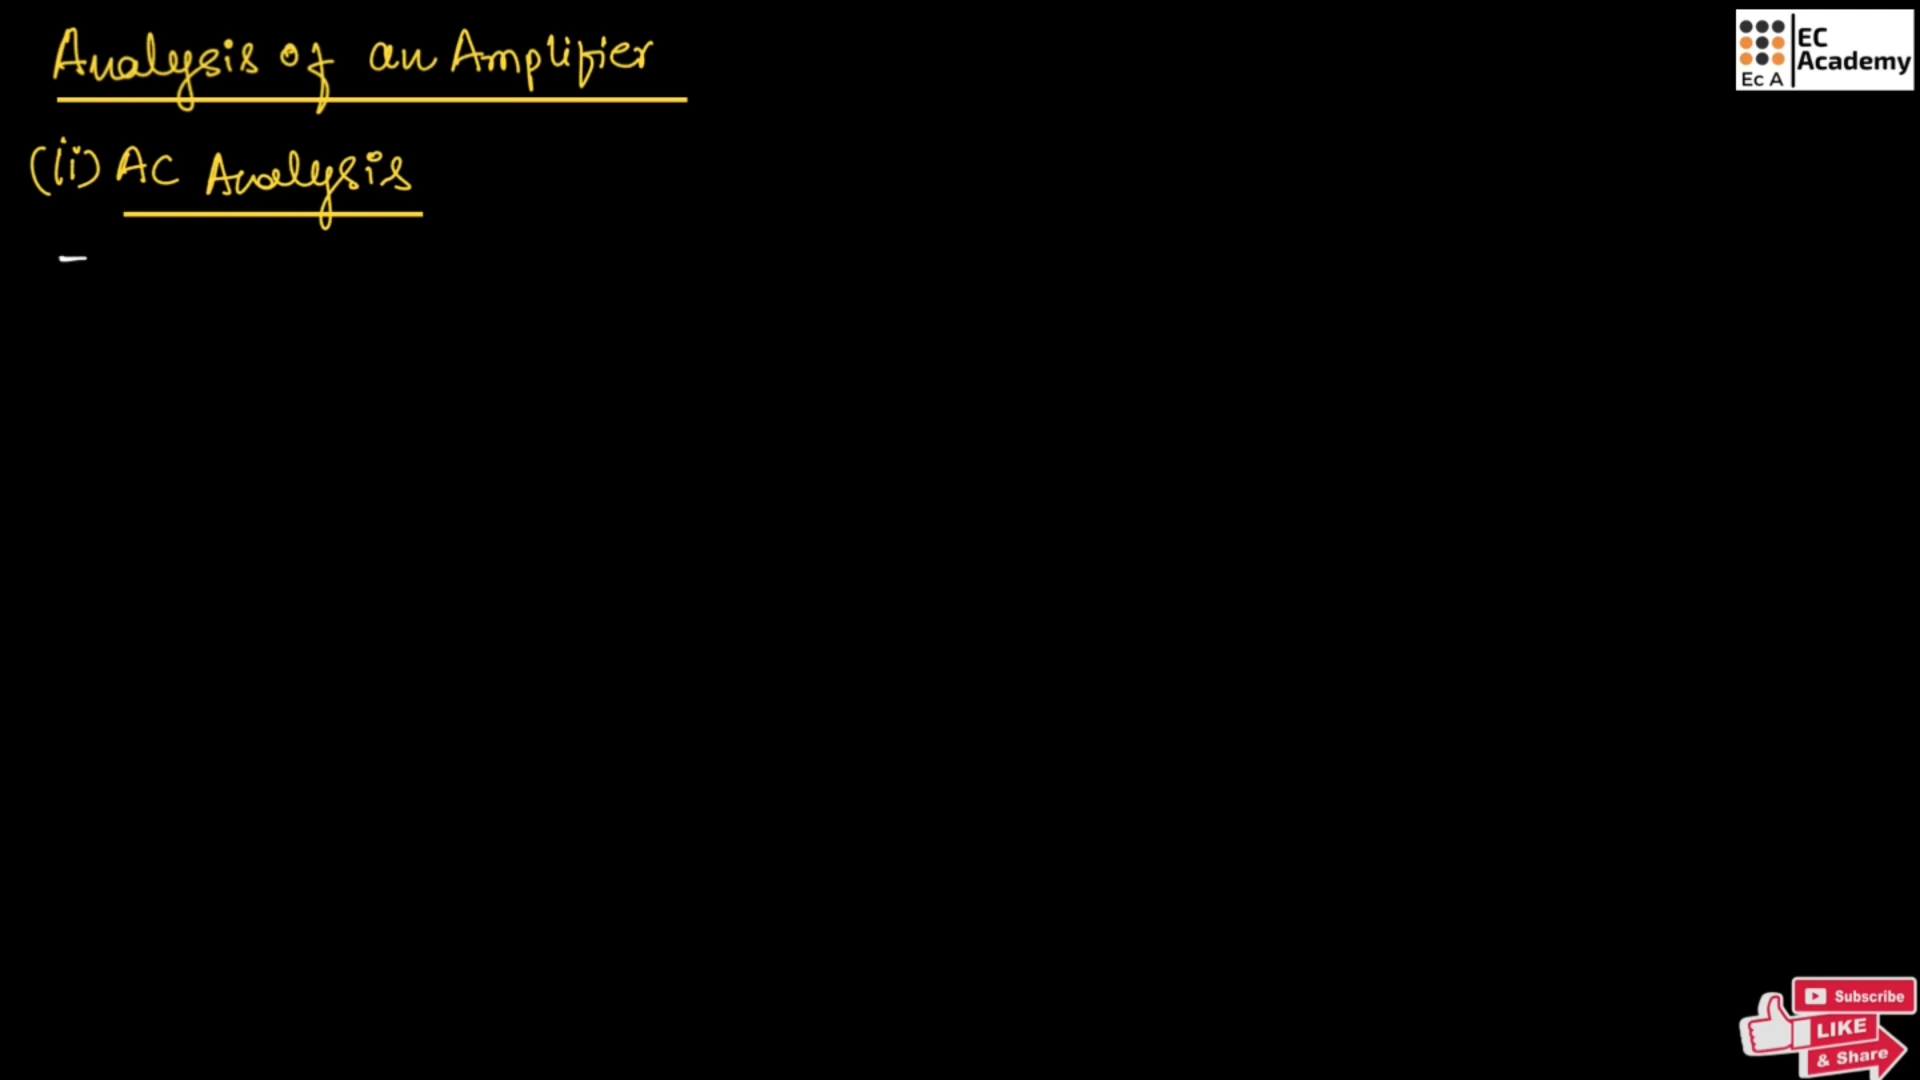 Analysis of an Amplifier
(ii) AC Analysis
EC
Academy
Ec A
Subscribe
LIKE
& Share